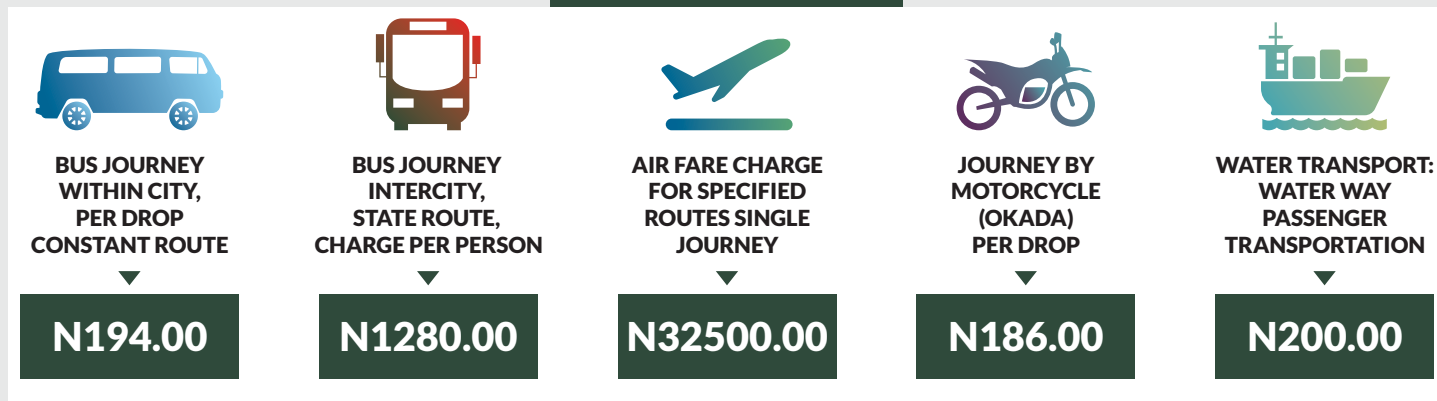 BUS JOURNEY
WITHIN CITY,
PER DROP
CONSTANT ROUTE
N194.00
BUS JOURNEY
INTERCITY,
STATE ROUTE,
CHARGE PER PERSON
N1280.00
AIR FARE CHARGE
FOR SPECIFIED
ROUTES SINGLE
JOURNEY
N32500.00
JOURNEY BY
MOTORCYCLE
(OKADA)
PER DROP
N186.00
WATER TRANSPORT:
WATER WAY
PASSENGER
TRANSPORTATION
N200.00